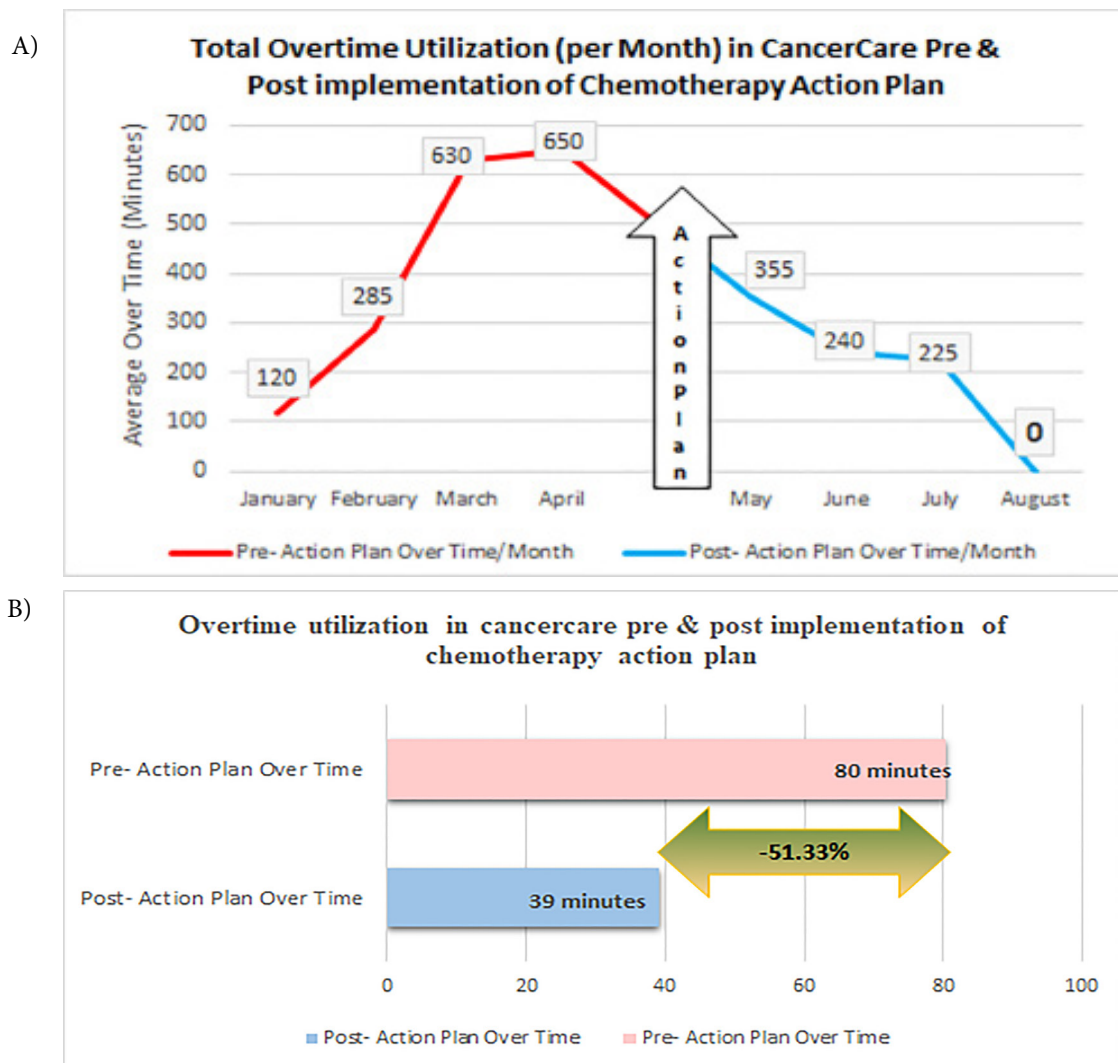 A)
Total Overtime Utilization (per Month) in CancerCare Pre &
Post implementation of Chemotherapy Action Plan
Average Over Time (Minutes)
700
600
500
400
300
200
100
0
120
285
630
650
ActionPlan
355
240
225
0
January February March April May June July August
Pre- Action Plan Over Time/Month Post- Action Plan Over Time/Month
B)
Overtime utilization in cancercare pre & post implementation of
chemotherapy action plan
Pre- Action Plan Over Time
80 minutes
-51.33%
Post- Action Plan Over Time
39 minutes
0 20 40 60 80 100
Post- Action Plan Over Time Pre- Action Plan Over Time